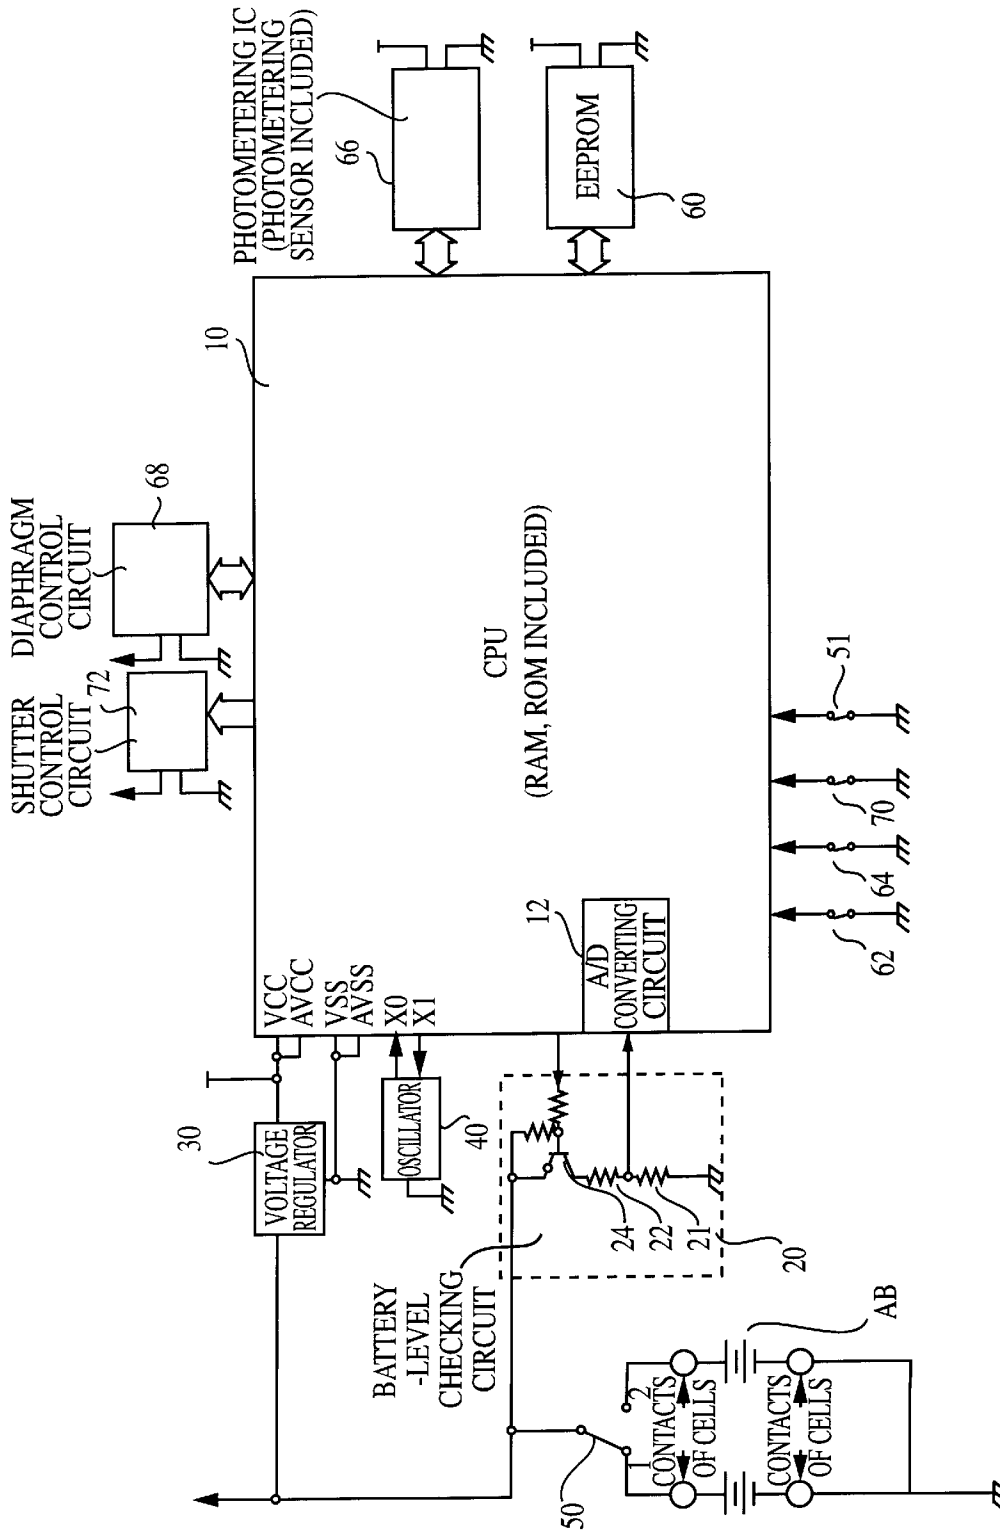 PHOTOMETERING IC
(PHOTOMETERING
SENSOR INCLUDED)
66
EEPROM
60
10
DIAPHRAGM
CONTROL
CIRCUIT
68
SHUTTER
CONTROL
CIRCUIT
72
CPU
(RAM, ROM INCLUDED)
51
70
64
62
12
A/D
CONVERTING
CIRCUIT
VCC
AVCC
VSS
AVSS
X0
X1
30
VOLTAGE
REGULATOR
OSCILLATOR
40
24
22
21
20
BATTERY
-LEVEL
CHECKING
CIRCUIT
AB
50
1
2
CONTACTS
OF CELLS
CONTACTS
OF CELLS